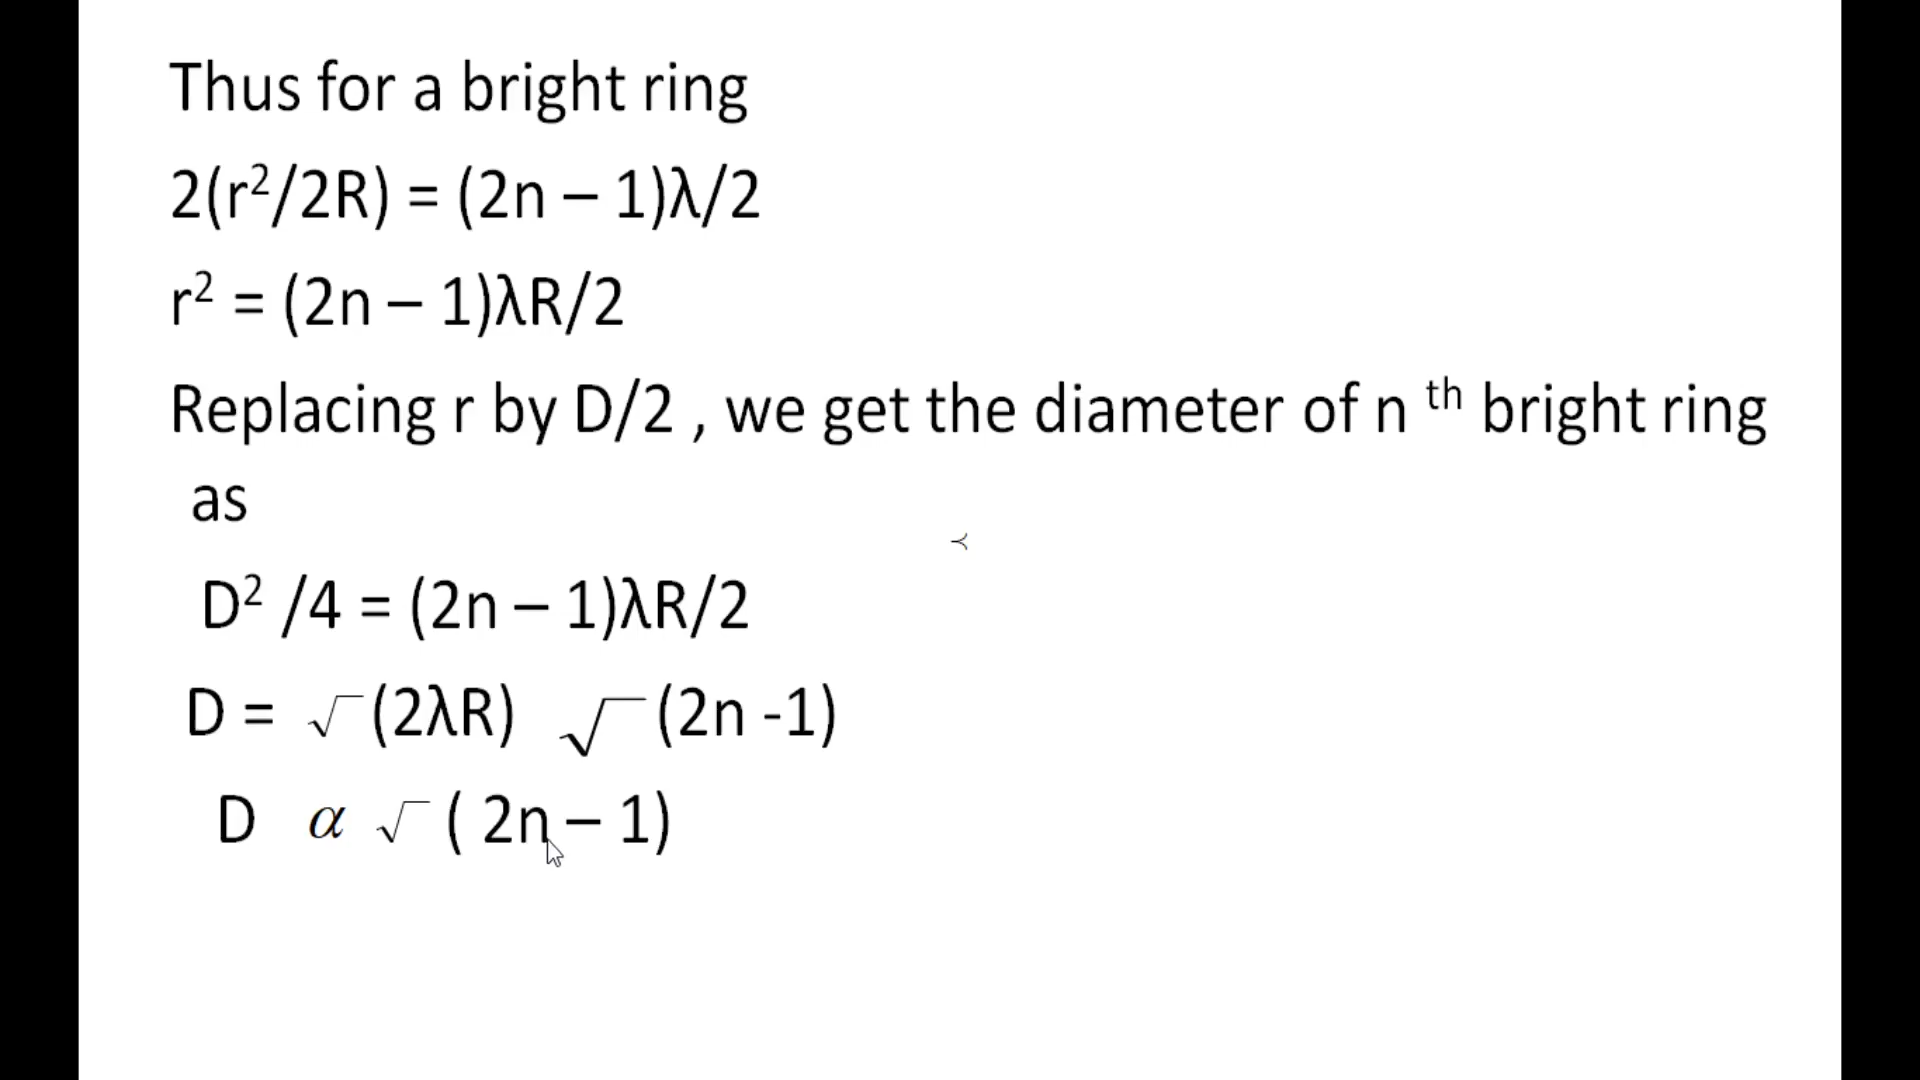 Thus for a bright ring
2(r²/2R) = (2n – 1)λ/2
r² = (2n – 1)λR/2
Replacing r by D/2 , we get the diameter of n ᵗʰ bright ring
as
D² /4 = (2n – 1)λR/2
D = √(2λR) √(2n -1)
D α √( 2n – 1)